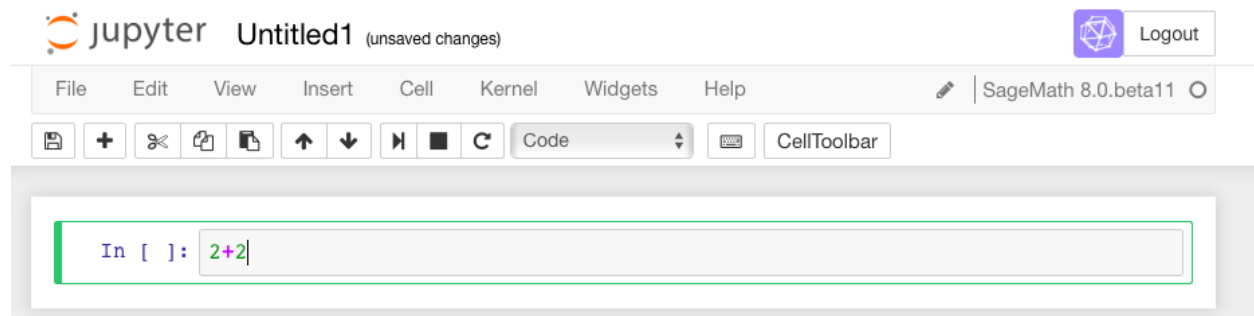 jupyter Untitled1 (unsaved changes) Logout
File Edit View Insert Cell Kernel Widgets Help SageMath 8.0.beta11
Code CellToolbar
In [ ]: 2+2